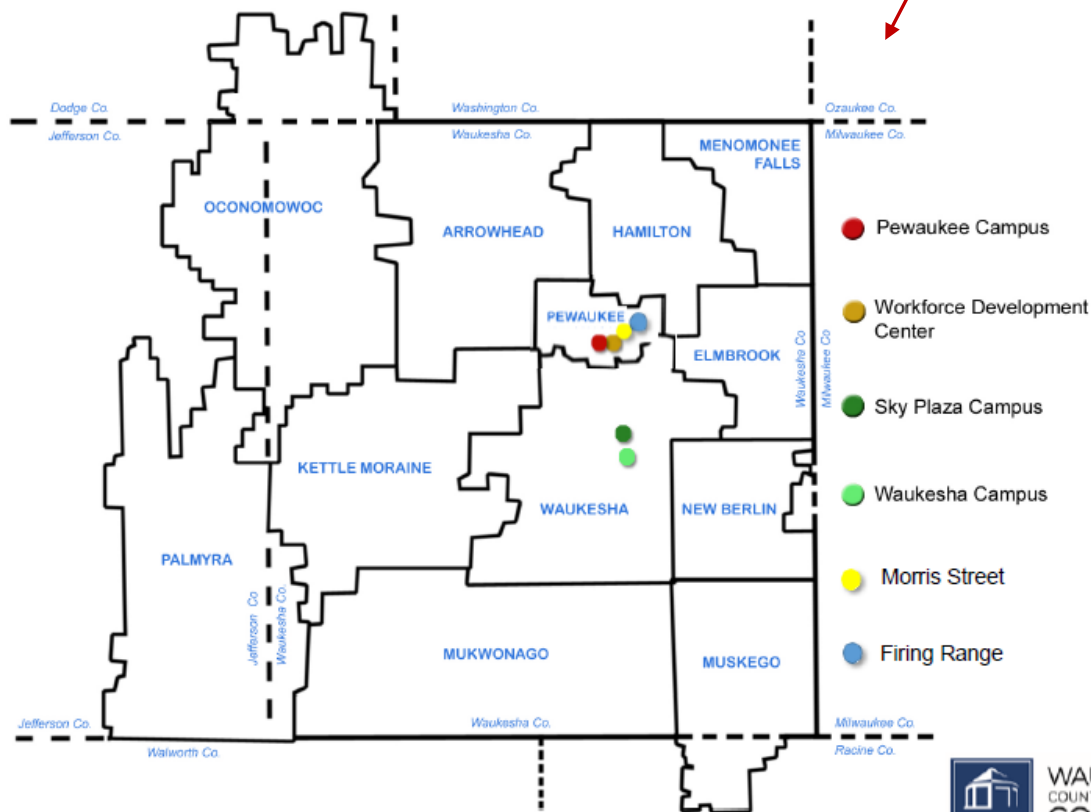 Dodge Co.
Washington Co.
Ozaukee Co.
Jefferson Co.
Waukesha Co.
Milwaukee Co.
MENOMONEE
FALLS
OCONOMOWOC
ARROWHEAD
HAMILTON
Pewaukee Campus
Workforce Development
Center
PEWAUKEE
ELMBROOK
Waukesha Co
Milwaukee Co.
Sky Plaza Campus
KETTLE MORAINE
WAUKESHA
NEW BERLIN
Waukesha Campus
PALMYRA
Morris Street
Jefferson Co
Waukesha Co.
MUKWONAGO
MUSKEGO
Firing Range
Jefferson Co.
Waukesha Co.
Milwaukee Co.
Walworth Co.
Racine Co.